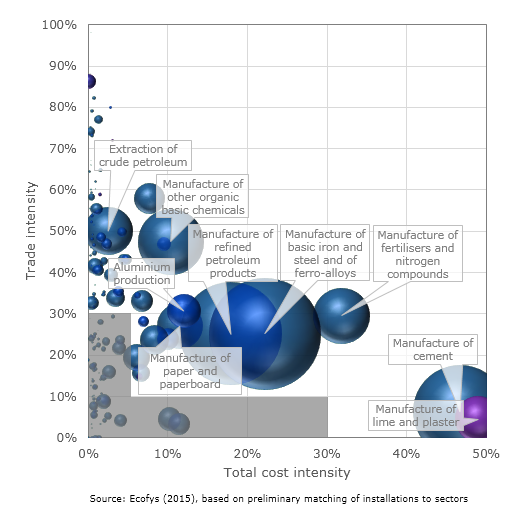 100%
90%
80%
70%
60%
50%
40%
30%
20%
10%
0%
Trade intensity
Extraction of
crude petroleum
Manufacture of
other organic
basic chemicals
Manufacture of
refined
petroleum
products
Manufacture of
basic iron and
steel and of
ferro-alloys
Manufacture of
fertilisers and
nitrogen
compounds
Aluminium
production
Manufacture of
paper and
paperboard
Manufacture of
cement
Manufacture of
lime and plaster
0% 10% 20% 30% 40% 50%
Total cost intensity
Source: Ecofys (2015), based on preliminary matching of installations to sectors